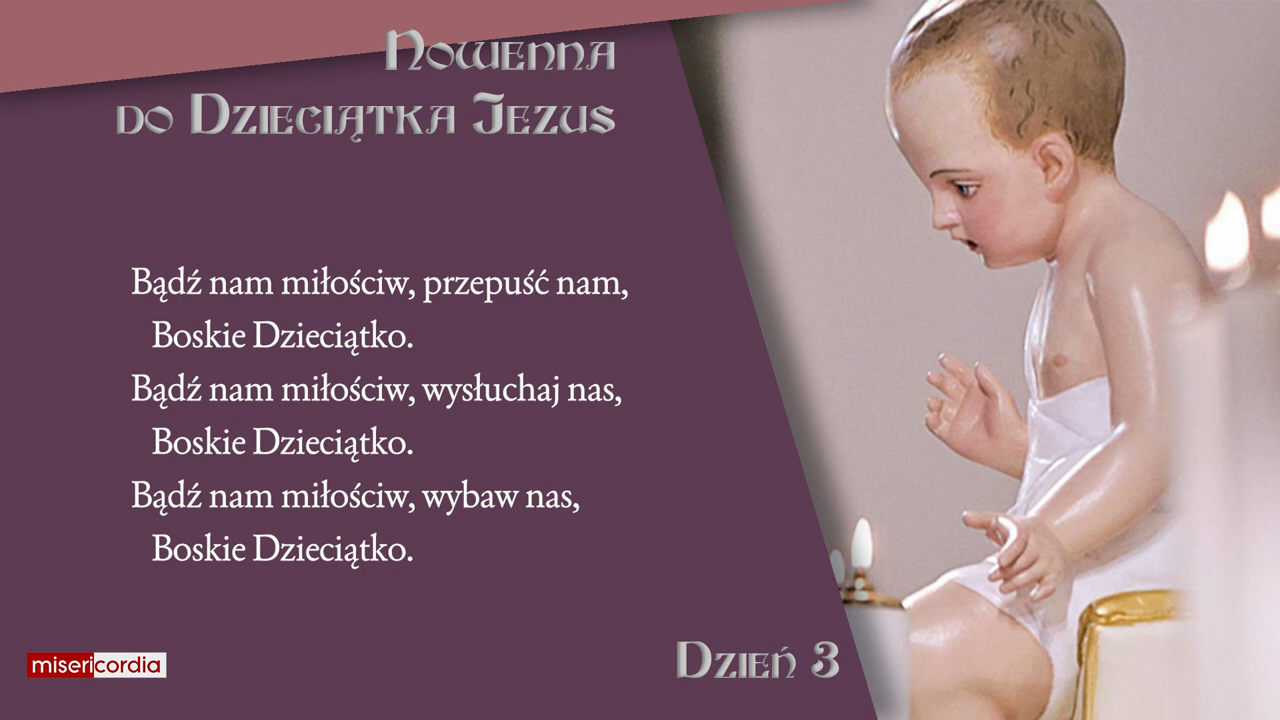 Nowenna
do Dzieciątka Jezus
Bądź nam miłościw, przepuść nam,
Boskie Dzieciątko.
Bądź nam miłościw, wysłuchaj nas,
Boskie Dzieciątko.
Bądź nam miłościw, wybaw nas,
Boskie Dzieciątko.
misericordia
Dzień 3